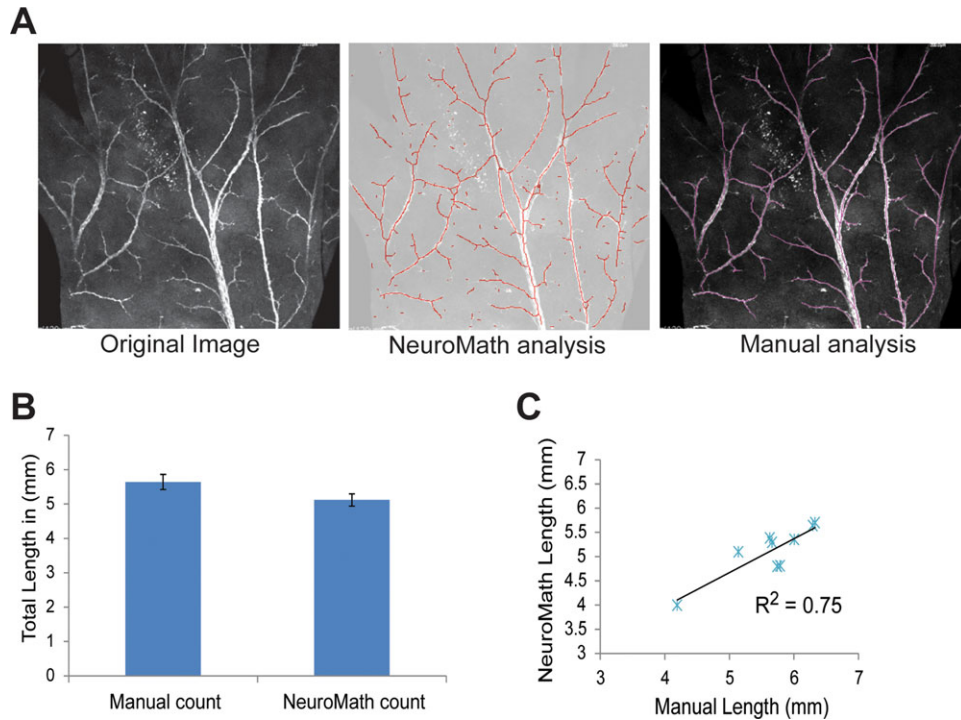 A
Original Image
NeuroMath analysis
Manual analysis
B
Total Length in (mm)
7
6
5
4
3
2
1
0
Manual count
NeuroMath count
C
NeuroMath Length (mm)
7
6.5
6
5.5
5
4.5
4
3.5
3
R² = 0.75
3
4
5
6
7
Manual Length (mm)